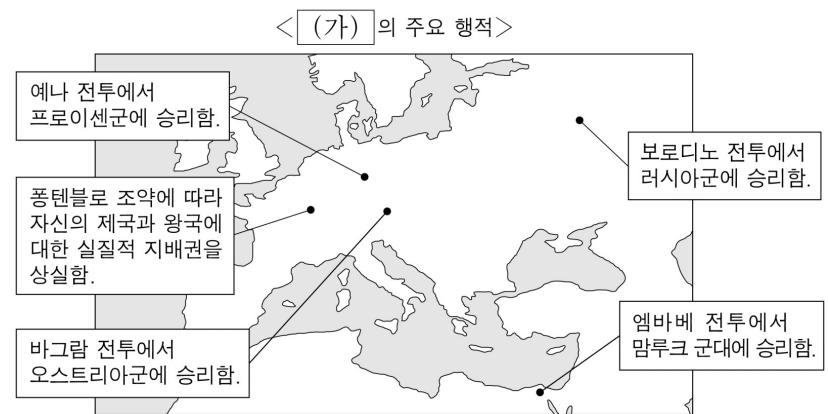 <(가)의 주요 행적>
예나 전투에서
프로이센군에 승리함.
퐁텐블로 조약에 따라
자신의 제국과 왕국에
대한 실질적 지배권을
상실함.
바그람 전투에서
오스트리아군에 승리함.
보로디노 전투에서
러시아군에 승리함.
엠바베 전투에서
맘루크 군대에 승리함.